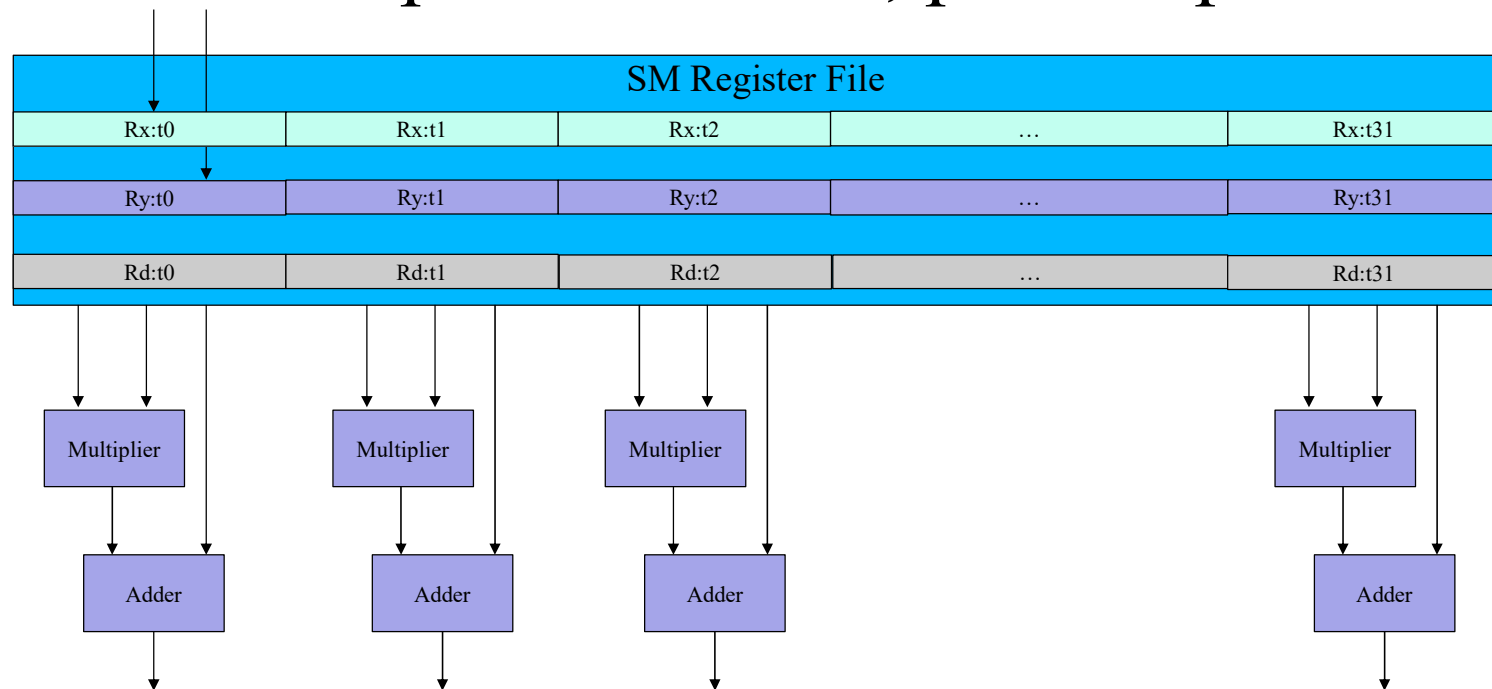 SM Register File
Rx:t0 Rx:t1 Rx:t2 … Rx:t31
Ry:t0 Ry:t1 Ry:t2 … Ry:t31
Rd:t0 Rd:t1 Rd:t2 … Rd:t31
Multiplier Multiplier Multiplier Multiplier
Adder Adder Adder Adder